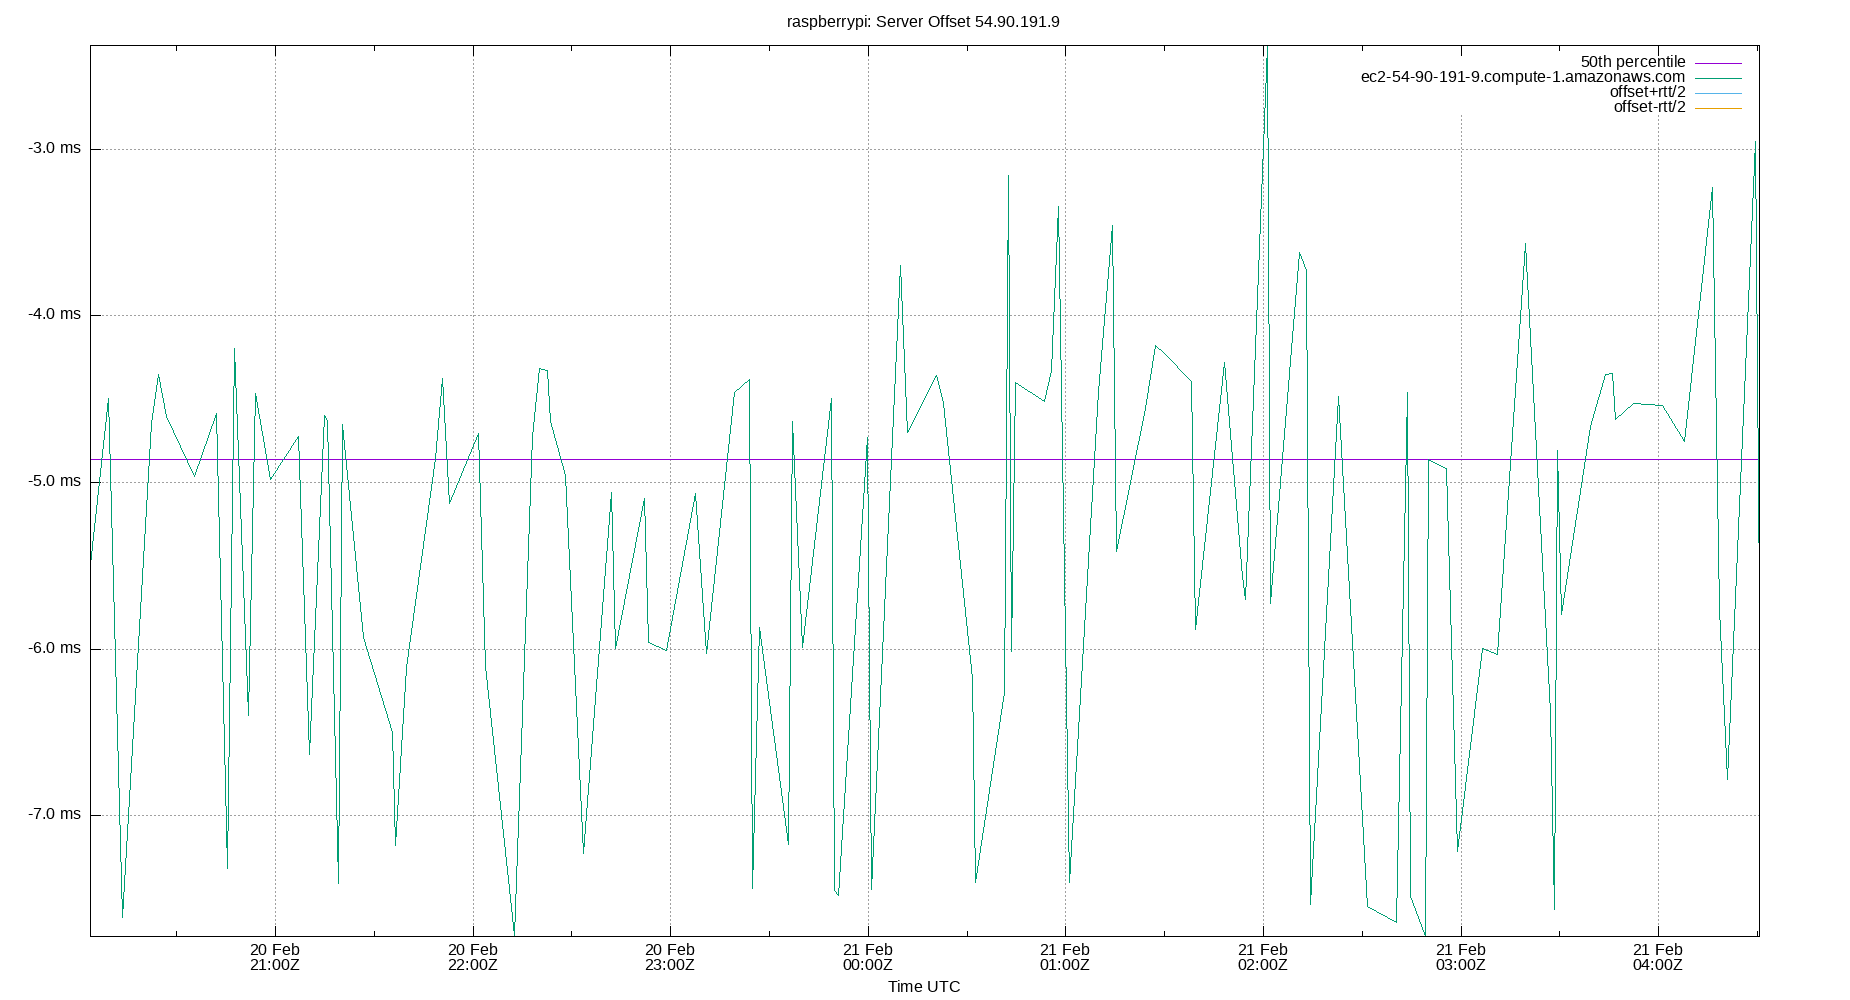 raspberrypi: Server Offset 54.90.191.9
50th percentile
ec2-54-90-191-9.compute-1.amazonaws.com
offset+rtt/2
offset-rtt/2
-3.0 ms
-4.0 ms
-5.0 ms
-6.0 ms
-7.0 ms
20 Feb 20 Feb 20 Feb 21 Feb 21 Feb 21 Feb 21 Feb 21 Feb
21:00Z 22:00Z 23:00Z 00:00Z 01:00Z 02:00Z 03:00Z 04:00Z
Time UTC